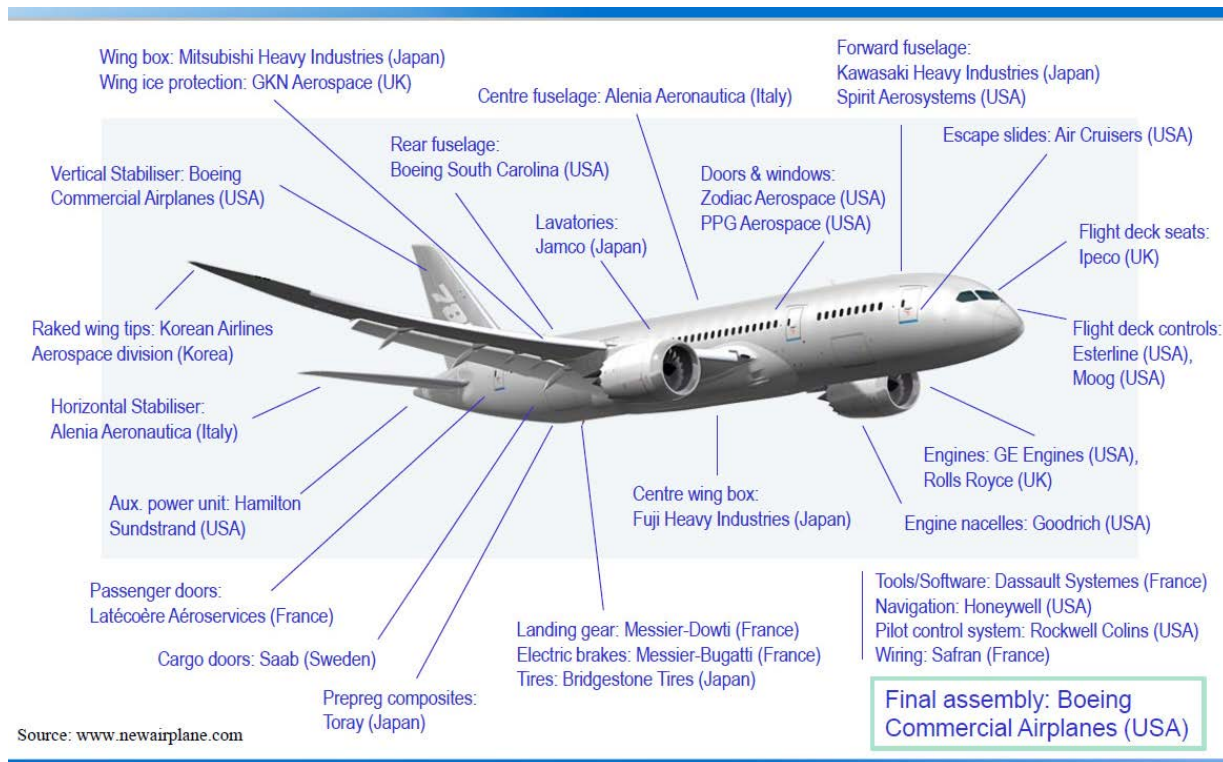 Wing box: Mitsubishi Heavy Industries (Japan)
Wing ice protection: GKN Aerospace (UK)
Centre fuselage: Alenia Aeronautica (Italy)
Forward fuselage:
Kawasaki Heavy Industries (Japan)
Spirit Aerosystems (USA)
Escape slides: Air Cruisers (USA)
Rear fuselage:
Boeing South Carolina (USA)
Vertical Stabiliser: Boeing
Commercial Airplanes (USA)
Doors & windows:
Zodiac Aerospace (USA)
PPG Aerospace (USA)
Lavatories:
Jamco (Japan)
Flight deck seats:
Ipeco (UK)
78
Raked wing tips: Korean Airlines
Aerospace division (Korea)
Flight deck controls:
Esterline (USA),
Moog (USA)
Horizontal Stabiliser:
Alenia Aeronautica (Italy)
Engines: GE Engines (USA),
Rolls Royce (UK)
Aux. power unit: Hamilton
Sundstrand (USA)
Centre wing box:
Fuji Heavy Industries (Japan)
Engine nacelles: Goodrich (USA)
Passenger doors:
Latécoère Aéroservices (France)
Tools/Software: Dassault Systemes (France)
Navigation: Honeywell (USA)
Pilot control system: Rockwell Colins (USA)
Wiring: Safran (France)
Landing gear: Messier-Dowti (France)
Electric brakes: Messier-Bugatti (France)
Tires: Bridgestone Tires (Japan)
Cargo doors: Saab (Sweden)
Prepreg composites:
Toray (Japan)
Final assembly: Boeing
Commercial Airplanes (USA)
Source: www.newairplane.com